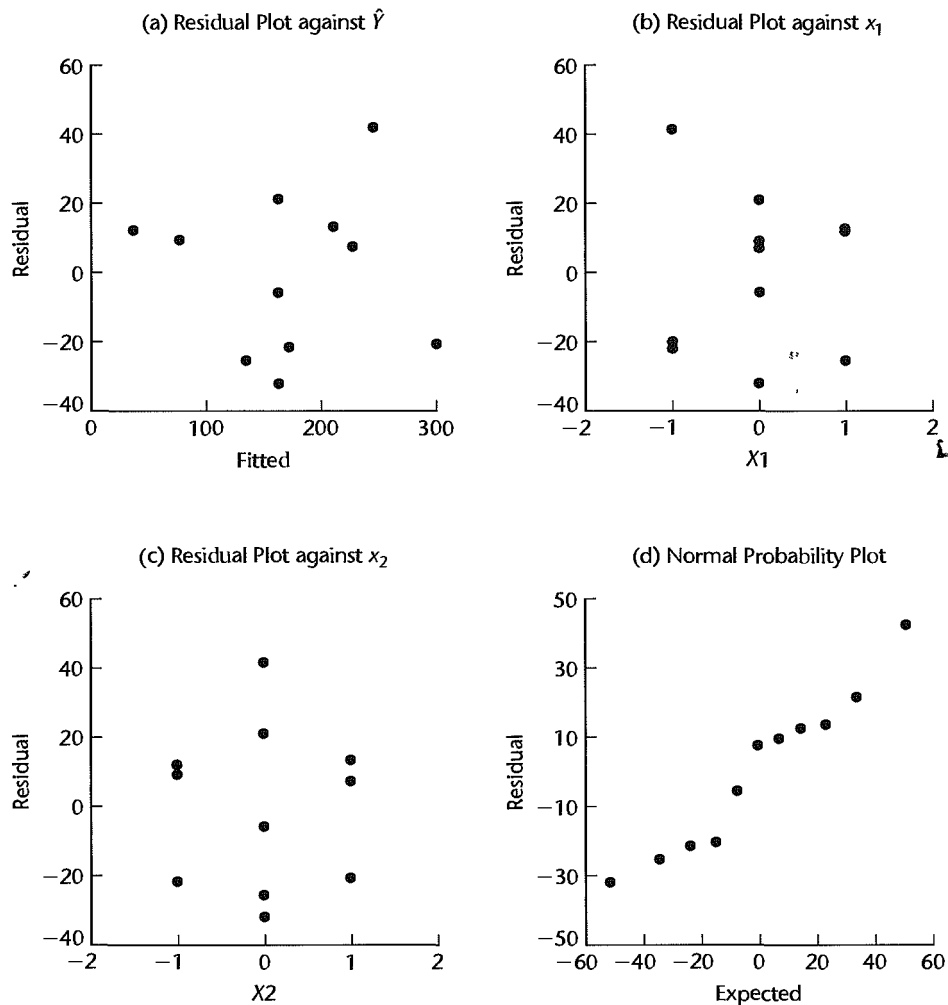 (a) Residual Plot against Ŷ
60
40
20
0
−20
−40
Residual
0 100 200 300
Fitted
(b) Residual Plot against x₁
60
40
20
0
−20
−40
Residual
−2 −1 0 1 2
X1
(c) Residual Plot against x₂
60
40
20
0
−20
−40
Residual
−2 −1 0 1 2
X2
(d) Normal Probability Plot
50
30
10
−10
−30
−50
Residual
−60 −40 −20 0 20 40 60
Expected